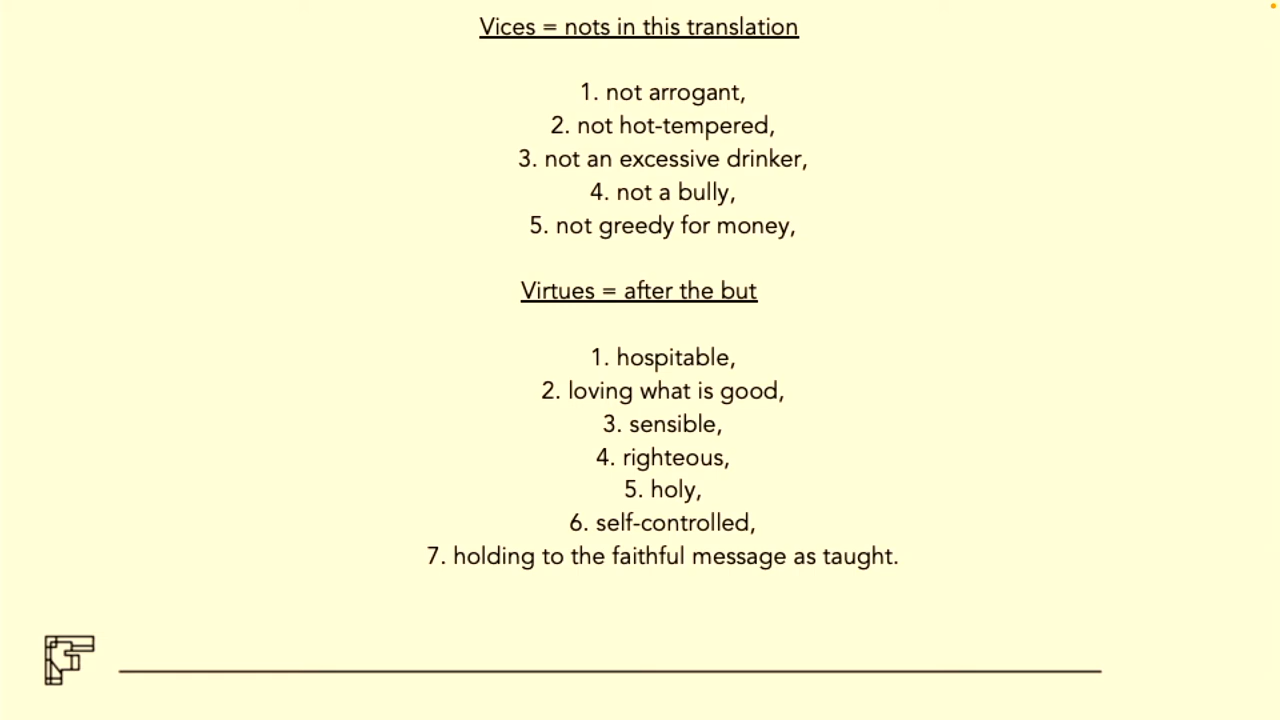 Vices = nots in this translation
1. not arrogant,
2. not hot-tempered,
3. not an excessive drinker,
4. not a bully,
5. not greedy for money,
Virtues = after the but
1. hospitable,
2. loving what is good,
3. sensible,
4. righteous,
5. holy,
6. self-controlled,
7. holding to the faithful message as taught.